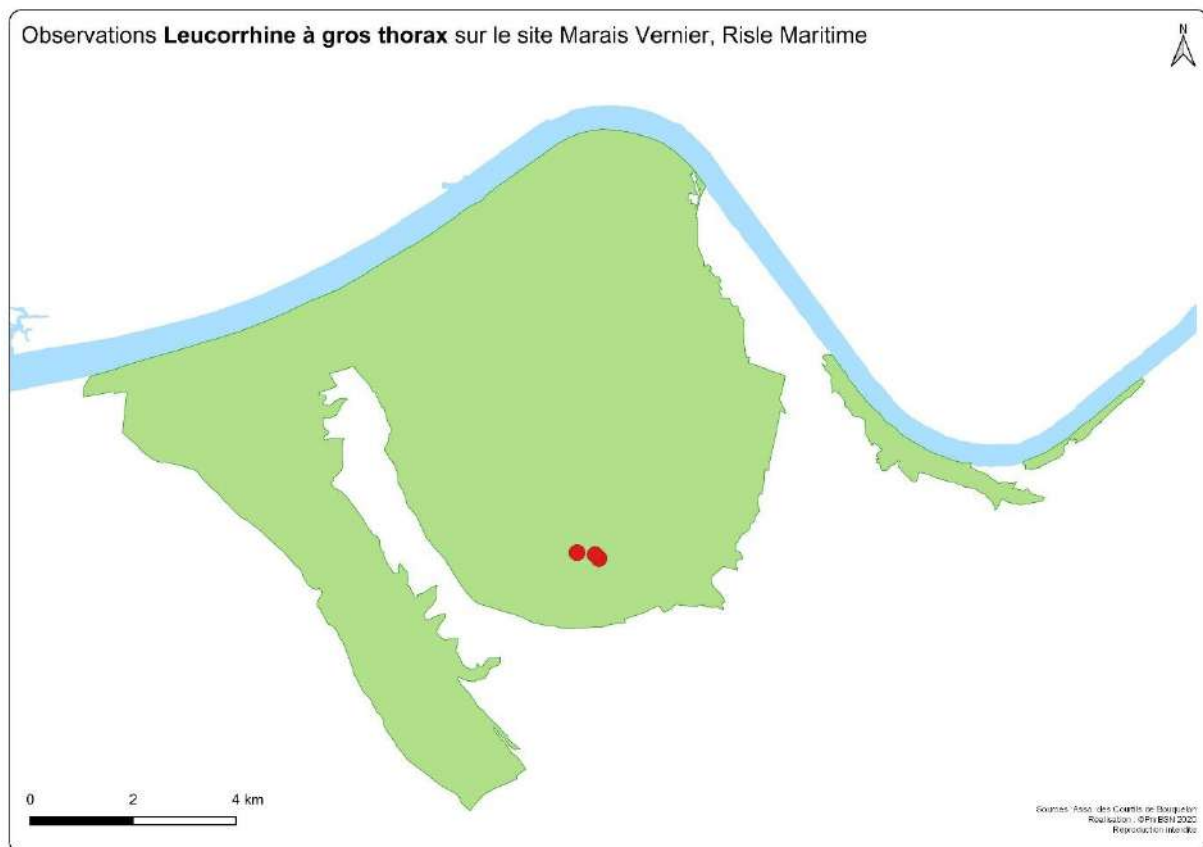 Observations Leucorrhine à gros thorax sur le site Marais Vernier, Risle Maritime
N
0 2 4 km
Sources : Asso. des Courtils de Bouquelon
Réalisation : ©Pnr BSN 2020
Reproduction interdite